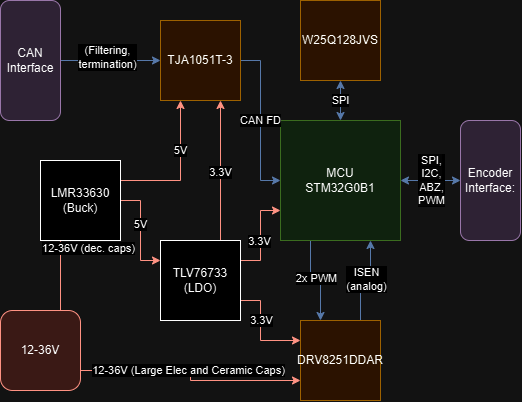 CAN
Interface
(Filtering,
termination)
TJA1051T-3
W25Q128JVS
SPI
CAN FD
5V
3.3V
MCU
STM32G0B1
SPI,
I2C,
ABZ,
PWM
Encoder
Interface:
LMR33630
(Buck)
5V
12-36V (dec. caps)
3.3V
TLV76733
(LDO)
2x PWM
ISEN
(analog)
3.3V
12-36V
12-36V (Large Elec and Ceramic Caps)
DRV8251DDAR